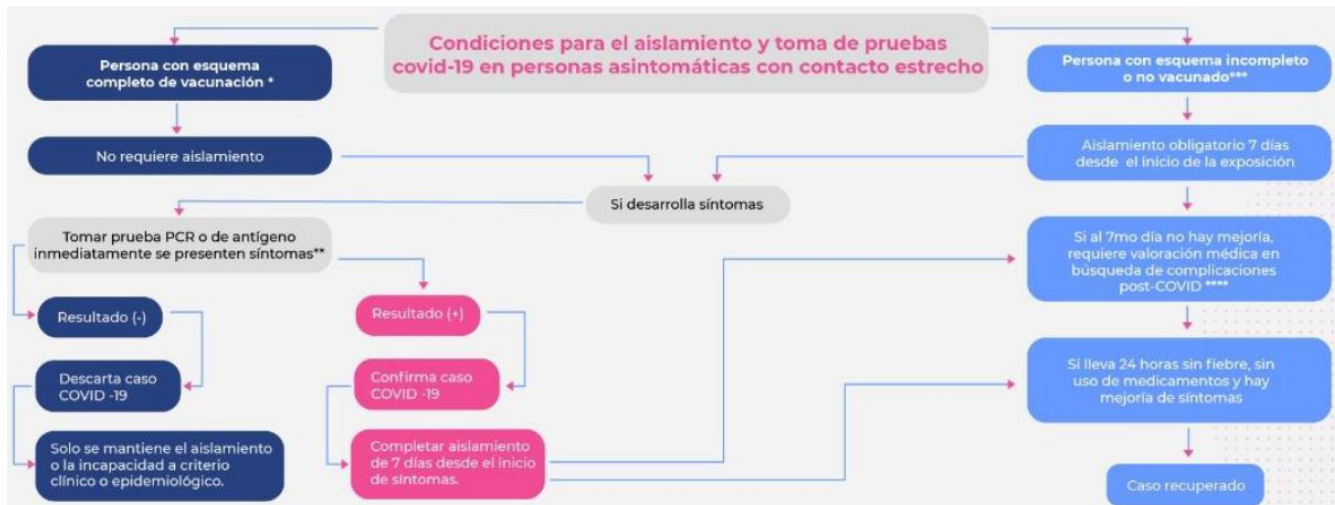 Condiciones para el aislamiento y toma de pruebas
covid-19 en personas asintomáticas con contacto estrecho
Persona con esquema
completo de vacunación *
No requiere aislamiento
Persona con esquema incompleto
o no vacunado***
Aislamiento obligatorio 7 días
desde el inicio de la exposición
Si desarrolla síntomas
Tomar prueba PCR o de antígeno
inmediatamente se presenten síntomas**
Resultado (-)
Descarta caso
COVID -19
Solo se mantiene el aislamiento
o la incapacidad a criterio
clínico o epidemiológico.
Resultado (+)
Confirma caso
COVID -19
Completar aislamiento
de 7 días desde el inicio
de síntomas.
Si al 7mo día no hay mejoría,
requiere valoración médica en
búsqueda de complicaciones
post-COVID ****
Si lleva 24 horas sin fiebre, sin
uso de medicamentos y hay
mejoría de síntomas
Caso recuperado